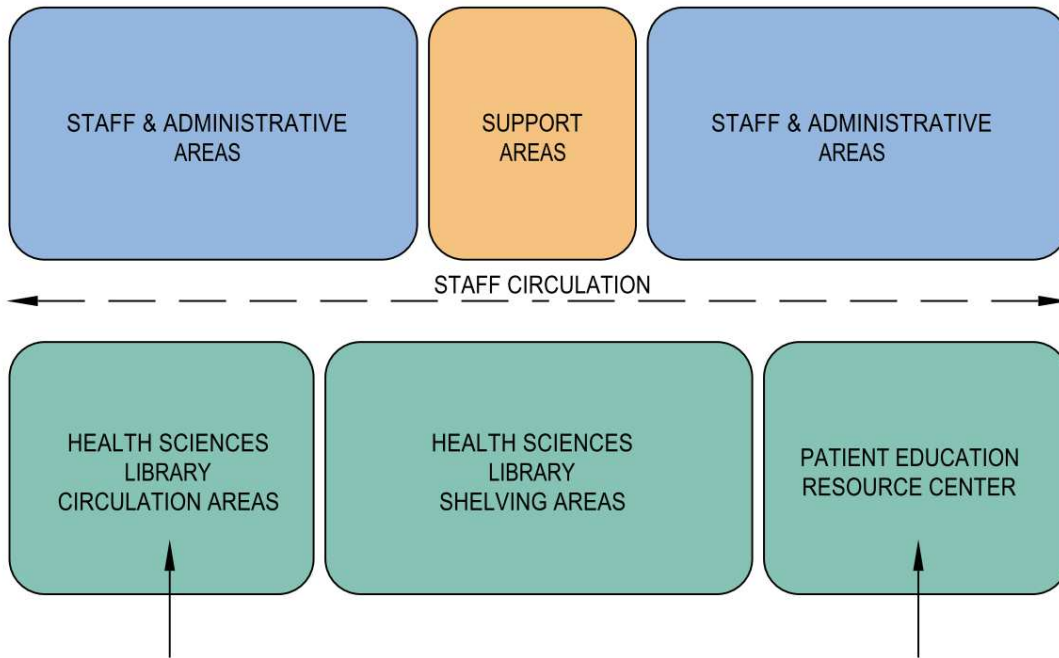 STAFF & ADMINISTRATIVE
AREAS
SUPPORT
AREAS
STAFF & ADMINISTRATIVE
AREAS
STAFF CIRCULATION
HEALTH SCIENCES
LIBRARY
CIRCULATION AREAS
HEALTH SCIENCES
LIBRARY
SHELVING AREAS
PATIENT EDUCATION
RESOURCE CENTER